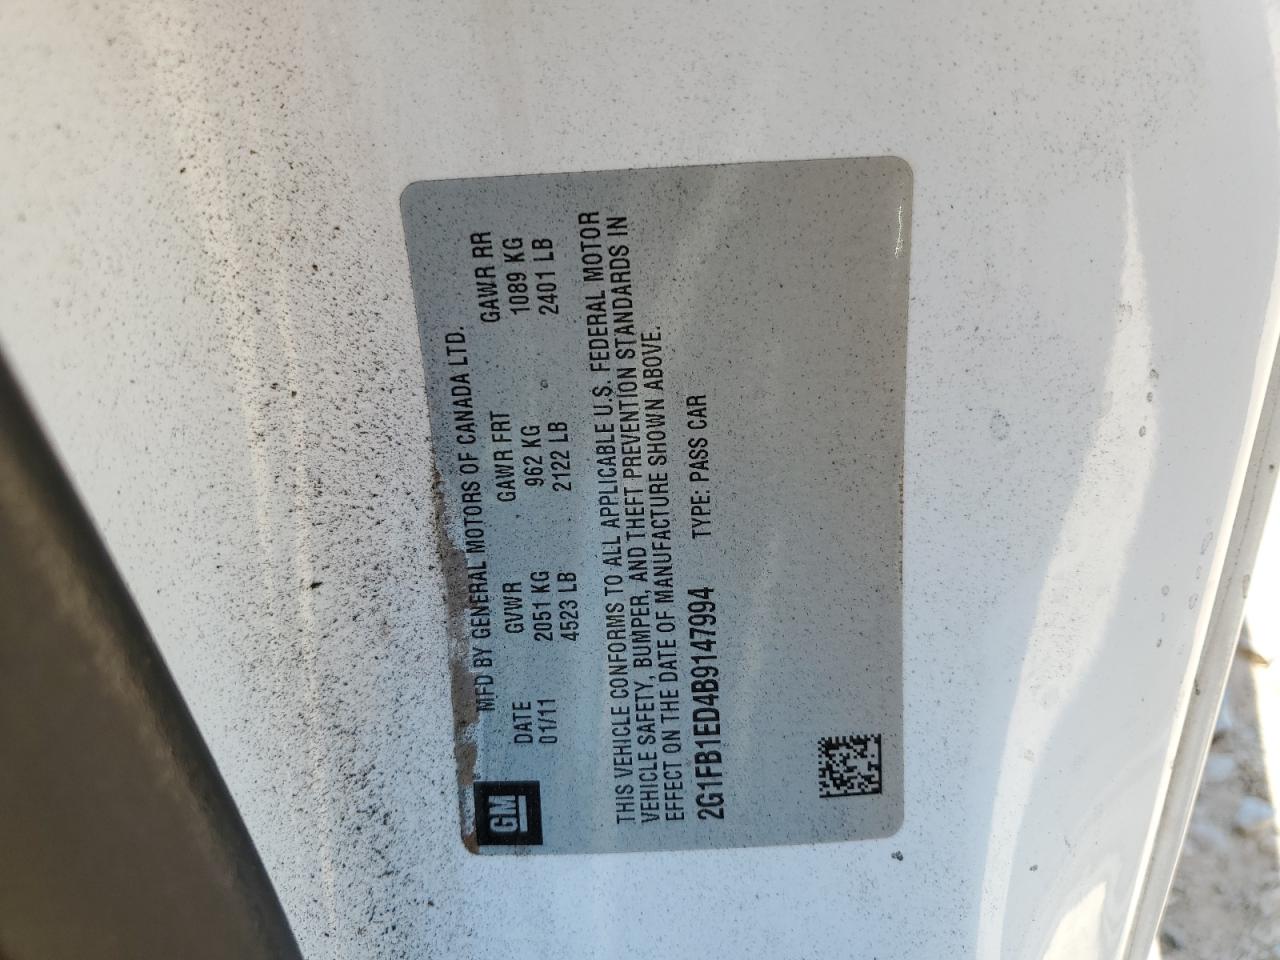 GM
MFD BY GENERAL MOTORS OF CANADA LTD.
DATE GVWR GAWR FRT GAWR RR
01/11 2051 KG 962 KG 1089 KG
4523 LB 2122 LB 2401 LB
THIS VEHICLE CONFORMS TO ALL APPLICABLE U.S. FEDERAL MOTOR
VEHICLE SAFETY, BUMPER, AND THEFT PREVENTION STANDARDS IN
EFFECT ON THE DATE OF MANUFACTURE SHOWN ABOVE.
2G1FB1ED4B9147994 TYPE: PASS CAR